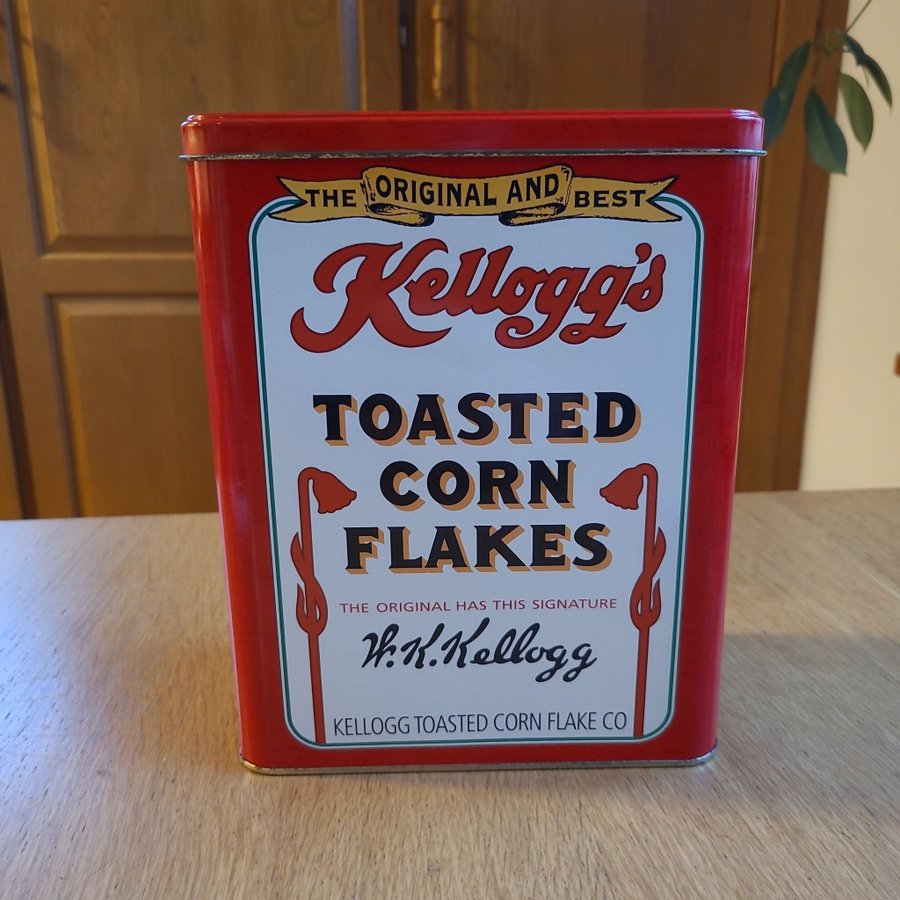 THE ORIGINAL AND BEST
Kellogg's
TOASTED
CORN
FLAKES
THE ORIGINAL HAS THIS SIGNATURE
W.K.Kellogg
KELLOGG TOASTED CORN FLAKE CO